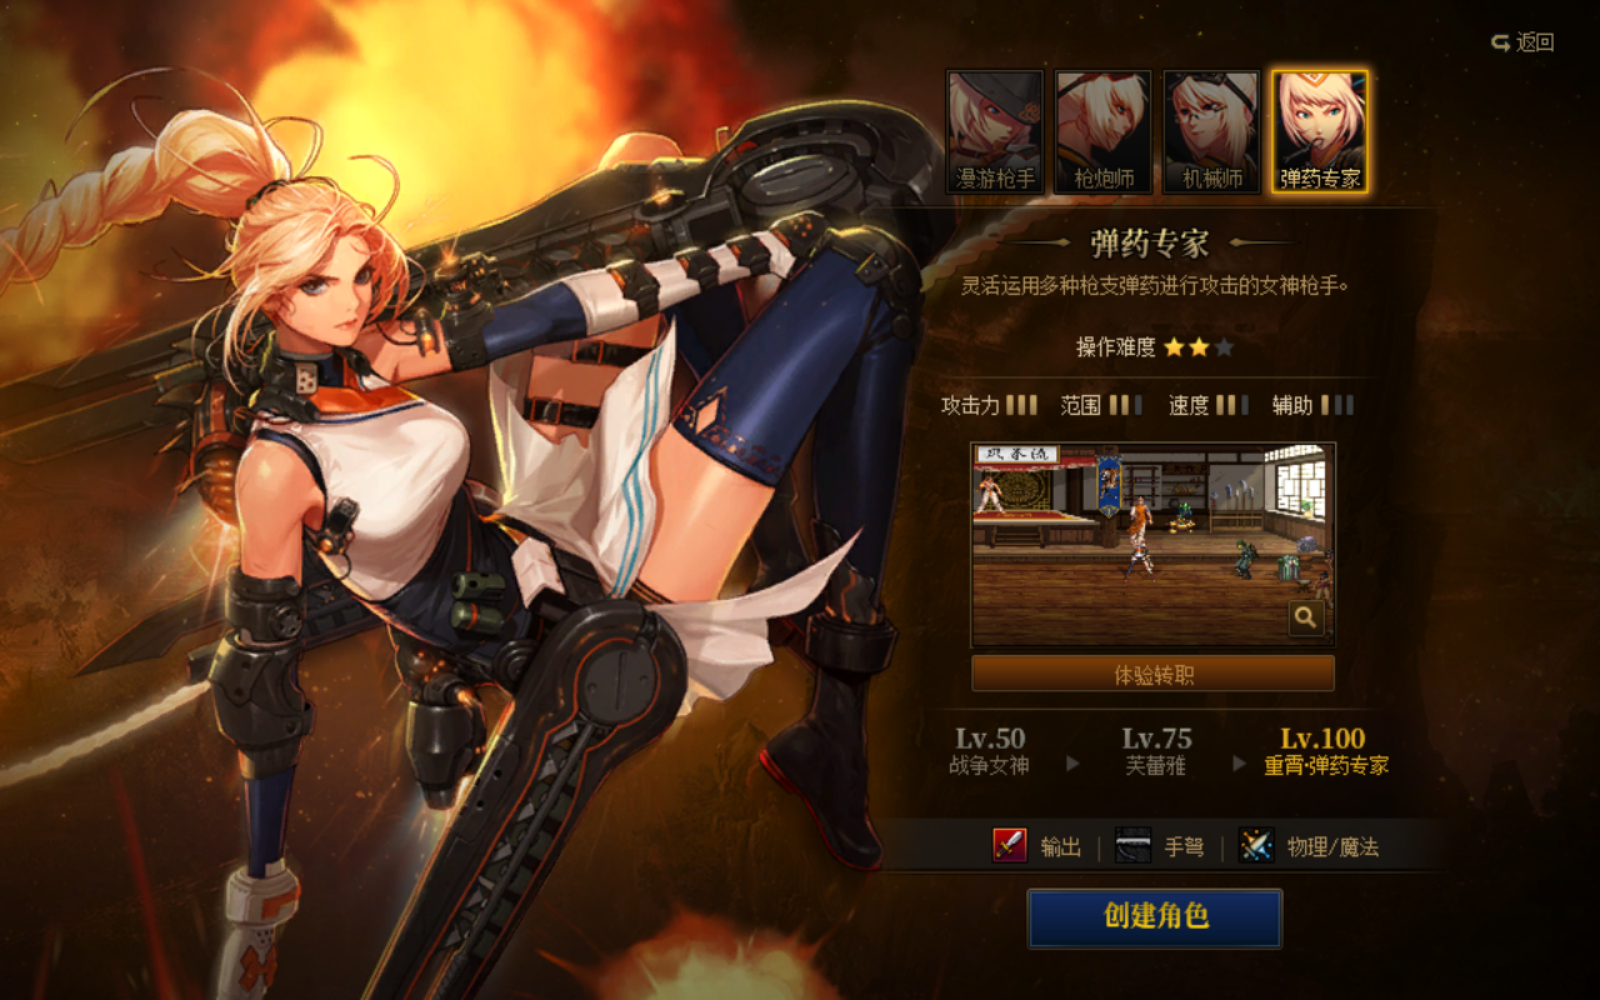 返回
漫游枪手 枪炮师 机械师 弹药专家
弹药专家
灵活运用多种枪支弹药进行攻击的女神枪手。
操作难度
攻击力 范围 速度 辅助
体验转职
Lv.50 Lv.75 Lv.100
战争女神 芙蕾雅 重霄·弹药专家
输出 手弩 物理/魔法
创建角色